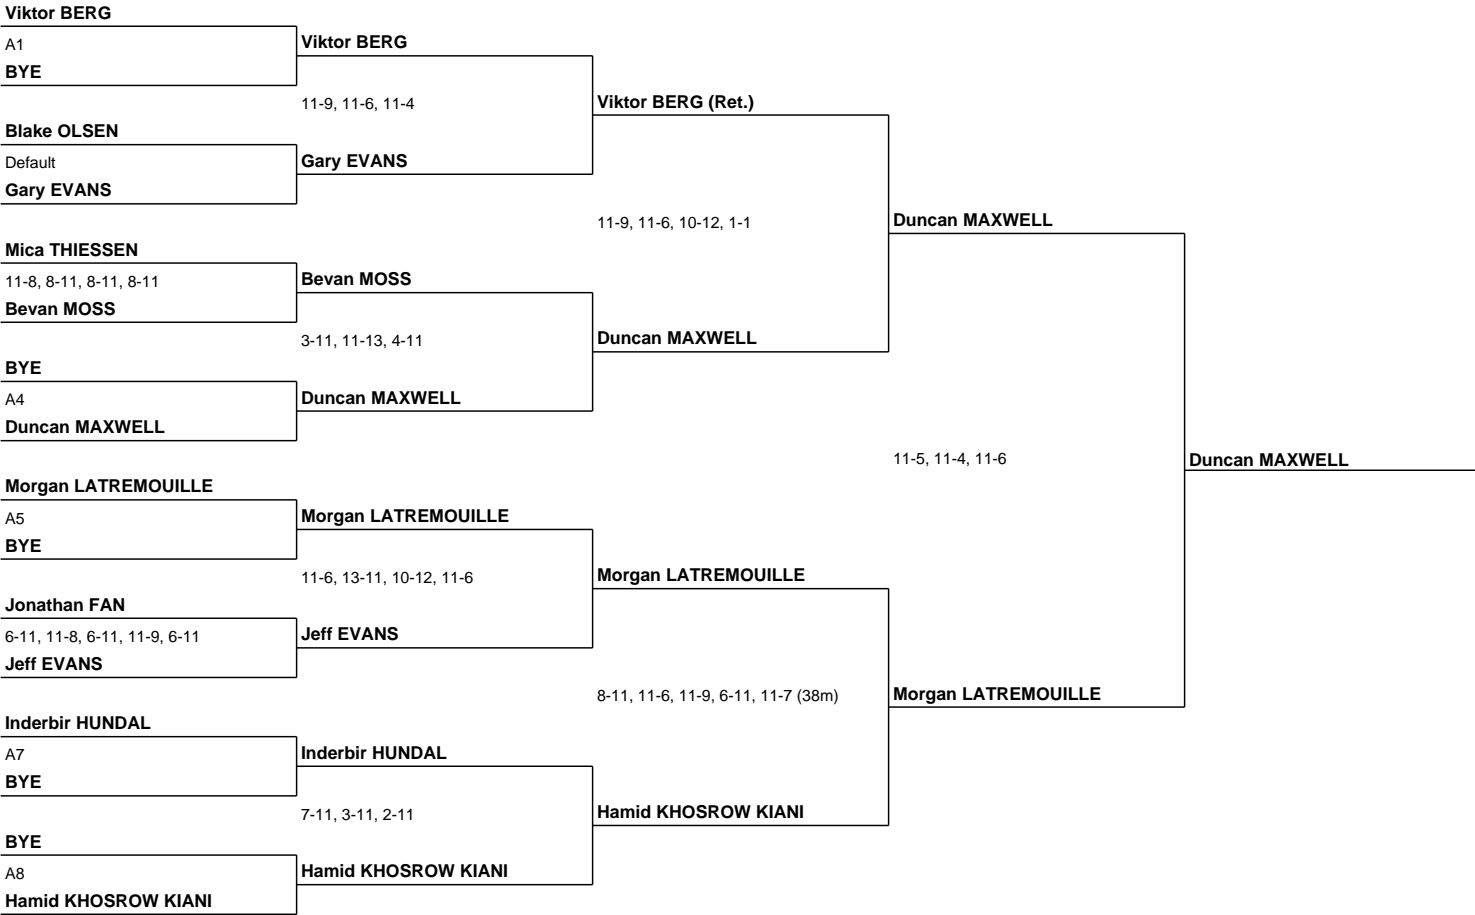 Viktor BERG
A1
BYE
Blake OLSEN
Default
Gary EVANS
Mica THIESSEN
11-8, 8-11, 8-11, 8-11
Bevan MOSS
BYE
A4
Duncan MAXWELL
Morgan LATREMOUILLE
A5
BYE
Jonathan FAN
6-11, 11-8, 6-11, 11-9, 6-11
Jeff EVANS
Inderbir HUNDAL
A7
BYE
BYE
A8
Hamid KHOSROW KIANI
Viktor BERG
11-9, 11-6, 11-4
Gary EVANS
Bevan MOSS
3-11, 11-13, 4-11
Duncan MAXWELL
Morgan LATREMOUILLE
11-6, 13-11, 10-12, 11-6
Jeff EVANS
Inderbir HUNDAL
7-11, 3-11, 2-11
Hamid KHOSROW KIANI
Viktor BERG (Ret.)
11-9, 11-6, 10-12, 1-1
Duncan MAXWELL
Morgan LATREMOUILLE
8-11, 11-6, 11-9, 6-11, 11-7 (38m)
Hamid KHOSROW KIANI
Duncan MAXWELL
11-5, 11-4, 11-6
Morgan LATREMOUILLE
Duncan MAXWELL